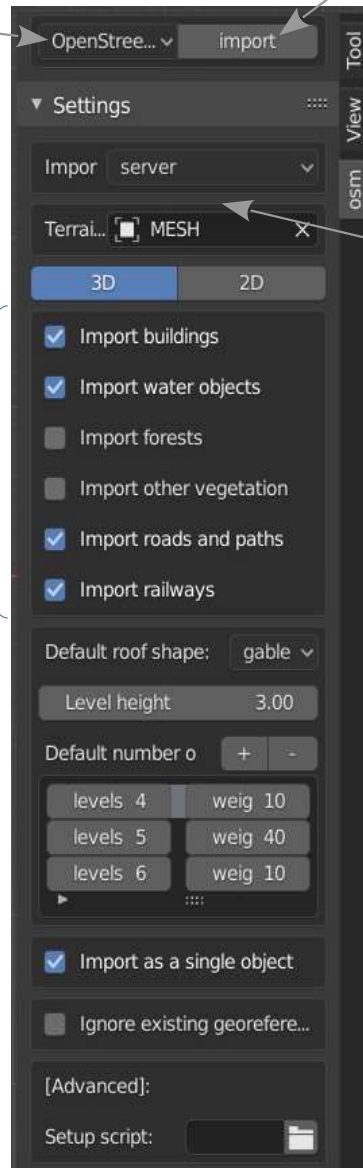 OpenStree... import
Tool
Settings
View
Impor server
osm
Terrai... MESH X
3D 2D
Import buildings
Import water objects
Import forests
Import other vegetation
Import roads and paths
Import railways
Default roof shape: gable
Level height 3.00
Default number o + -
levels 4 weig 10
levels 5 weig 40
levels 6 weig 10
Import as a single object
Ignore existing georefere...
[Advanced]:
Setup script: